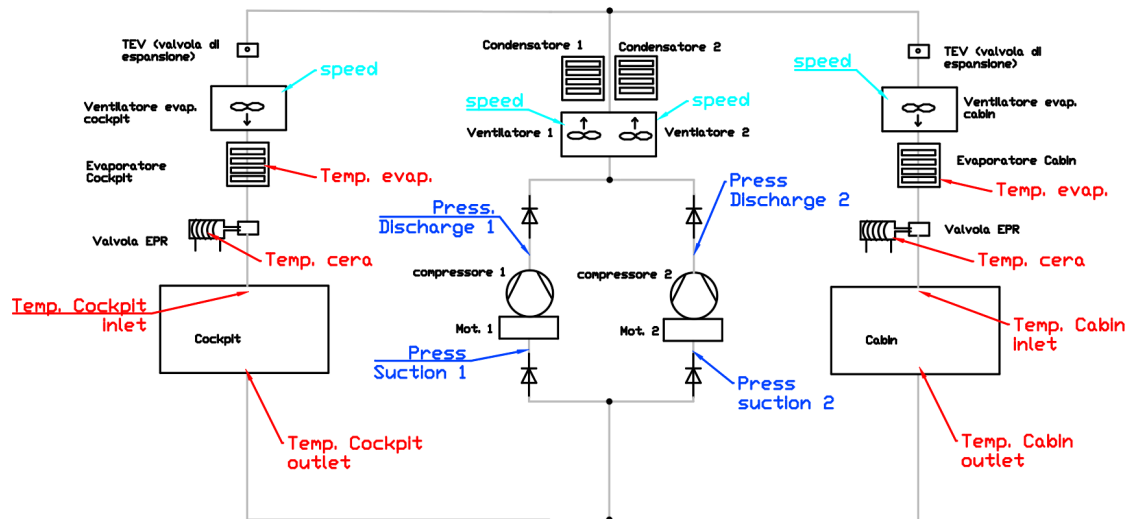 TEV (valvola di
espansione)
speed
Ventilatore evap.
cockpit
Evaporatore
Cockpit
Temp. evap.
Valvola EPR
Temp. cera
Temp. Cockpit
inlet
Cockpit
Temp. Cockpit
outlet
Condensatore 1
Condensatore 2
speed
speed
Ventilatore 1
Ventlatore 2
Press.
Discharge 1
Press
Discharge 2
compressore 1
compressore 2
Mot. 1
Mot. 2
Press
Suction 1
Press
suction 2
TEV (valvola di
espansione)
speed
Ventilatore evap.
cabin
Evaporatore Cabin
Temp. evap.
Valvola EPR
Temp. cera
Temp. Cabin
inlet
Cabin
Temp. Cabin
outlet